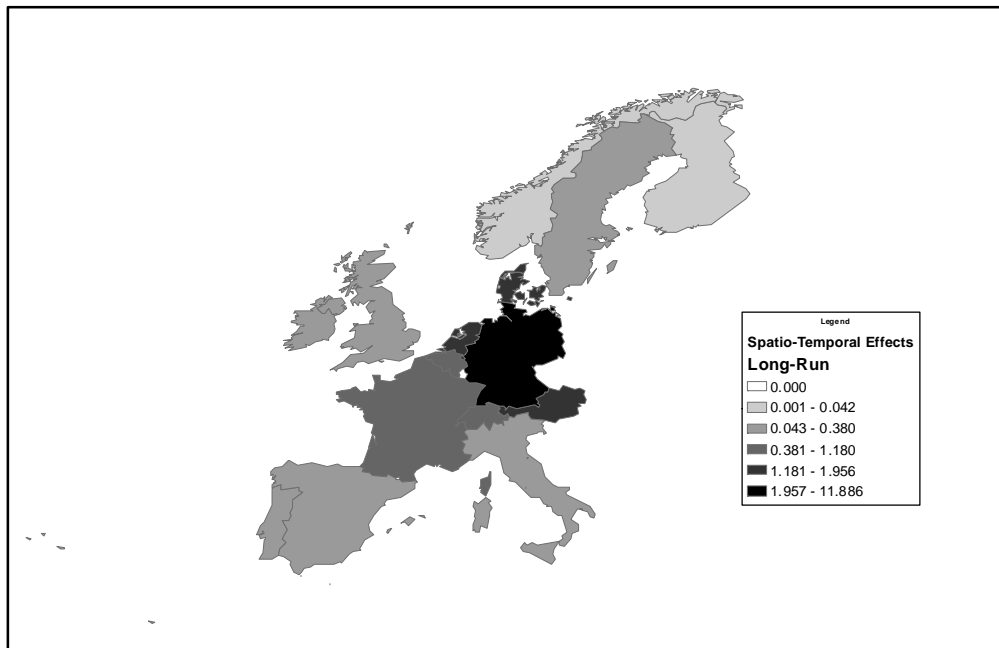 Legend
Spatio-Temporal Effects
Long-Run
0.000
0.001 - 0.042
0.043 - 0.380
0.381 - 1.180
1.181 - 1.956
1.957 - 11.886